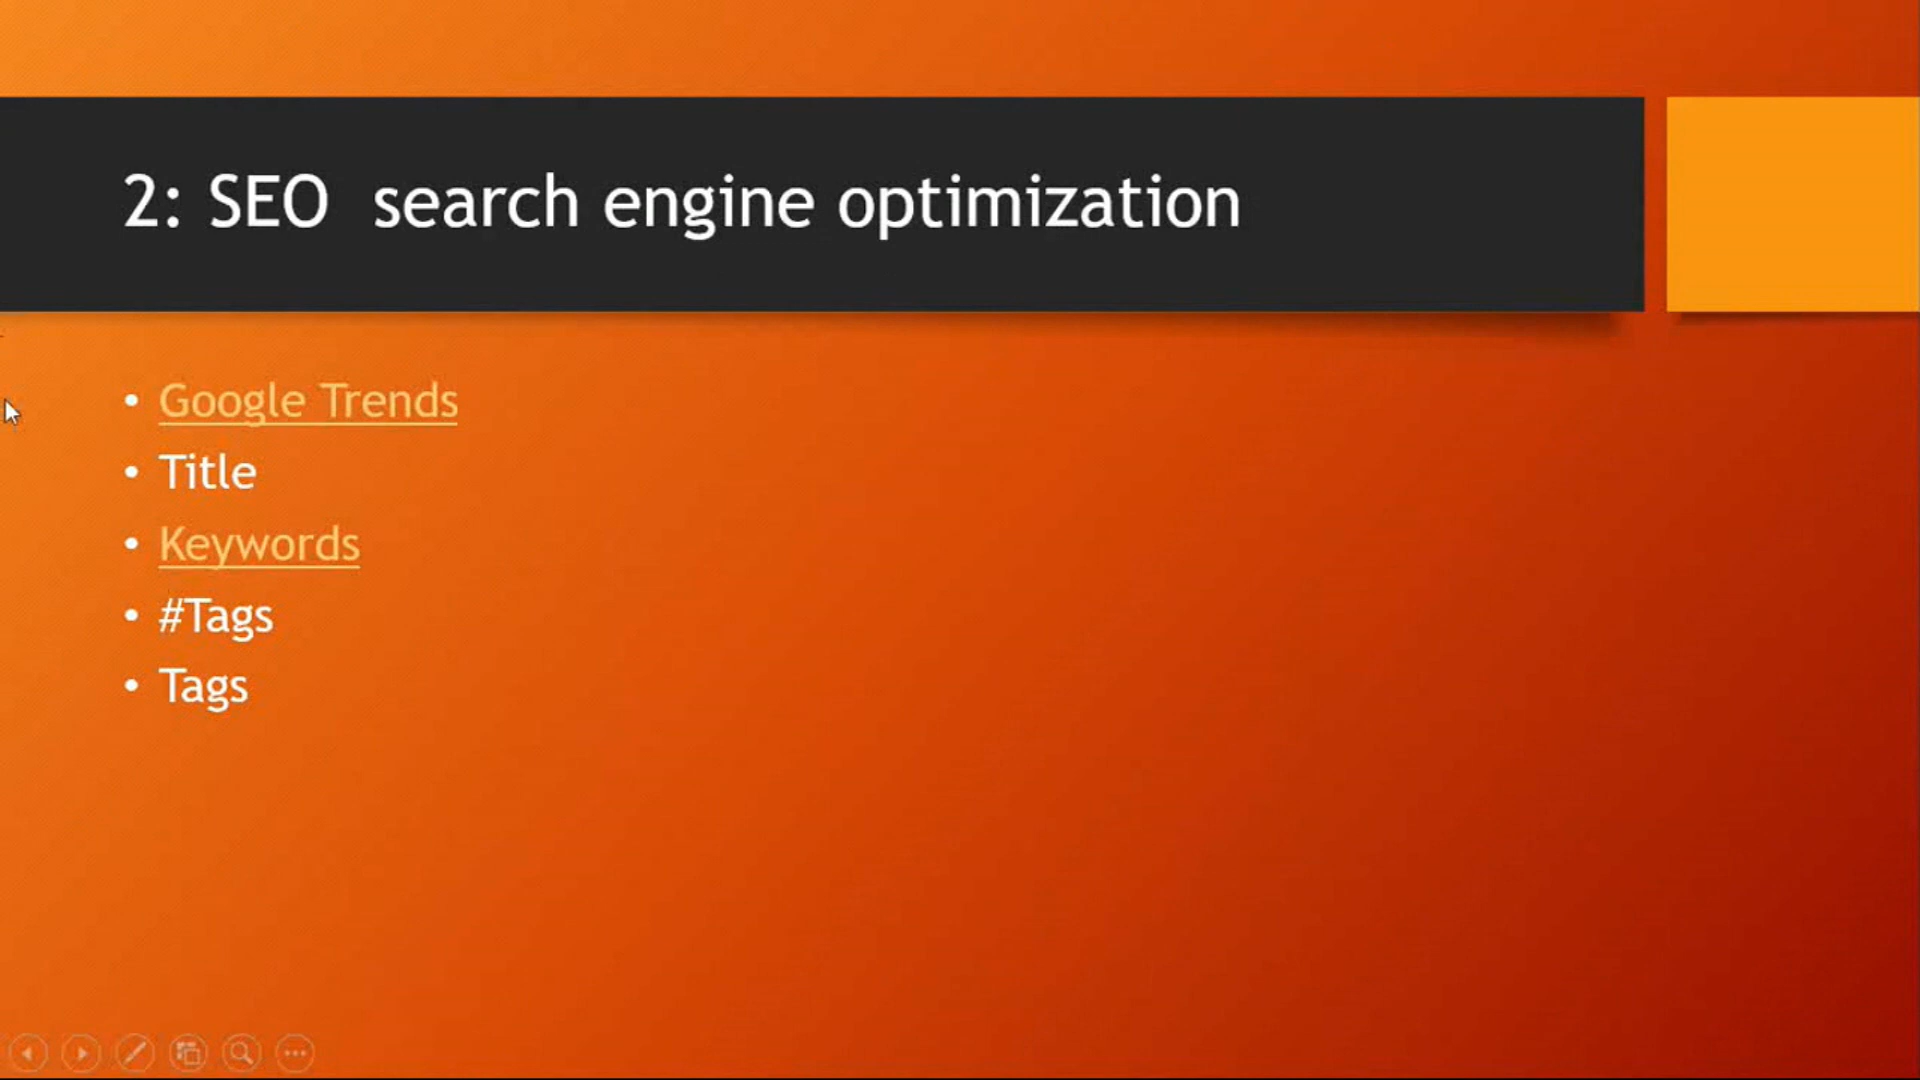 2: SEO  search engine optimization
• Google Trends
• Title
• Keywords
• #Tags
• Tags